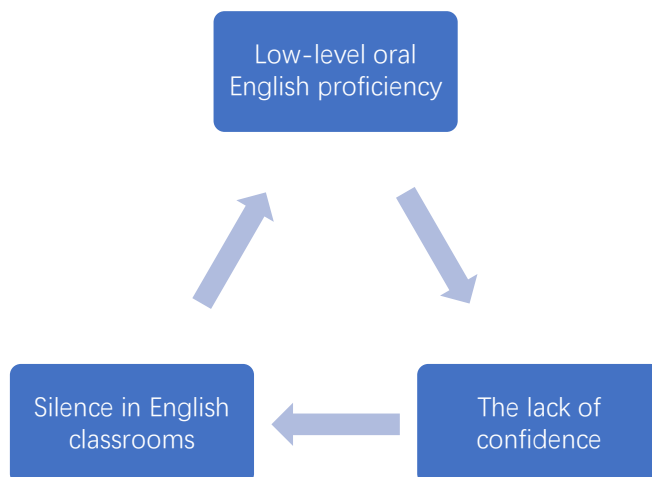 Low-level oral
English proficiency
Silence in English
classrooms
The lack of
confidence